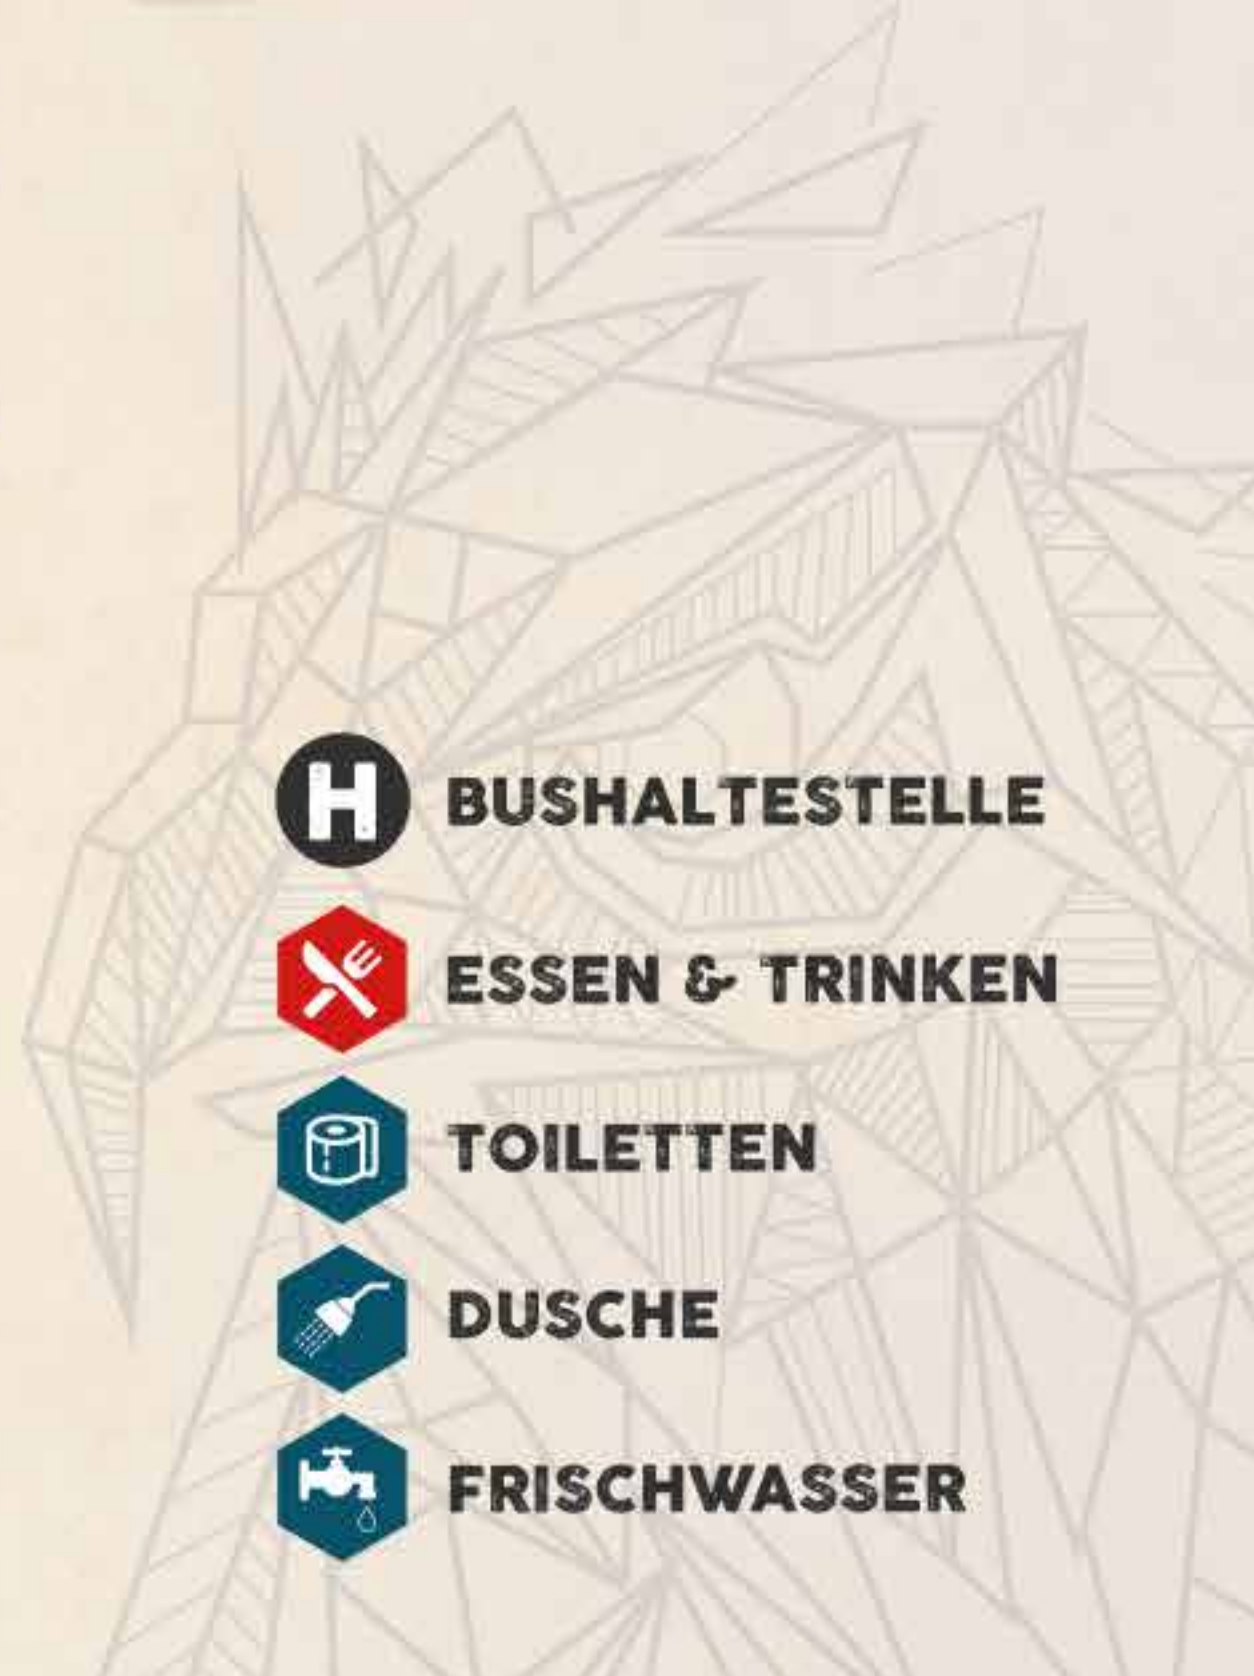 H BUSHALTESTELLE
ESSEN & TRINKEN
TOILETTEN
DUSCHE
FRISCHWASSER